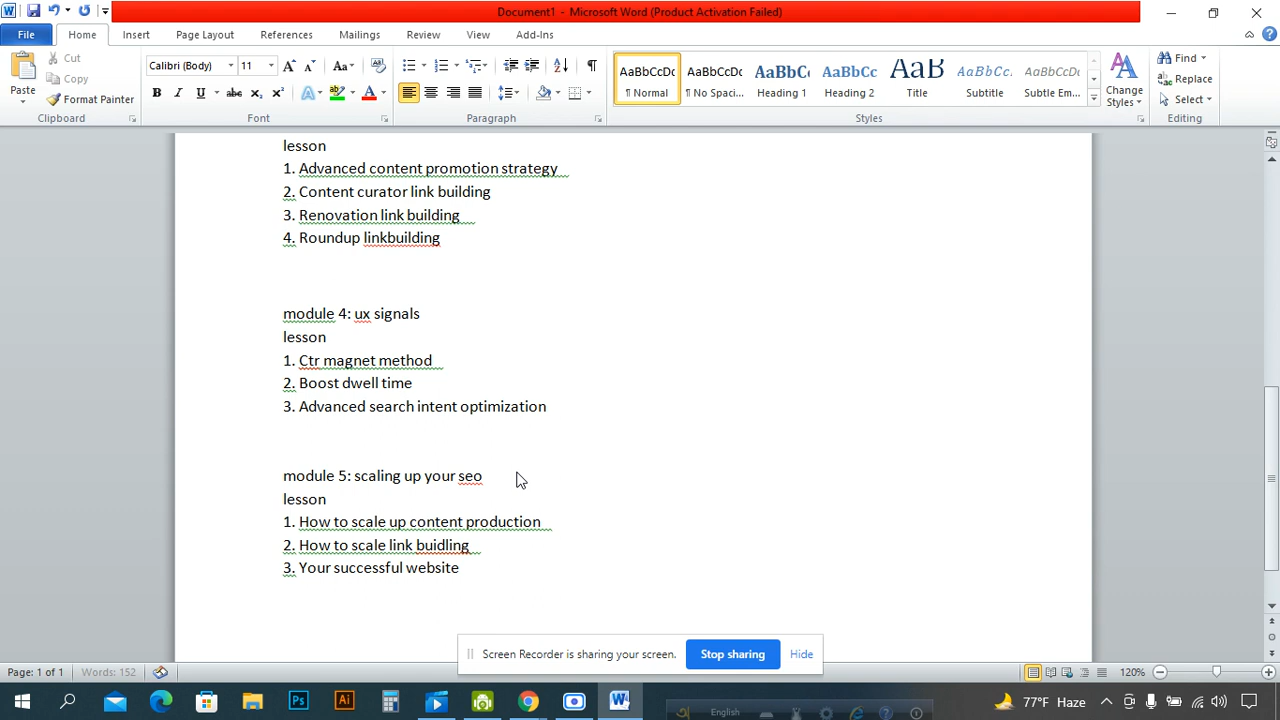 Document1 - Microsoft Word (Product Activation Failed)
File Home Insert Page Layout References Mailings Review View Add-Ins
Paste Cut Copy Format Painter
Calibri (Body) 11
AaBbCcDc AaBbCcDc AaBbC AaBbCc AaB AaBbCcD AaBbCcDc
¶ Normal ¶ No Spaci... Heading 1 Heading 2 Title Subtitle Subtle Em...
Change Styles
Find Replace Select
Clipboard Font Paragraph Styles Editing
lesson
1. Advanced content promotion strategy
2. Content curator link building
3. Renovation link building
4. Roundup linkbuilding
module 4: ux signals
lesson
1. Ctr magnet method
2. Boost dwell time
3. Advanced search intent optimization
module 5: scaling up your seo
lesson
1. How to scale up content production
2. How to scale link buidling
3. Your successful website
Screen Recorder is sharing your screen. Stop sharing Hide
Page: 1 of 1 Words: 152 120%
Ps Ai English 77°F Haze